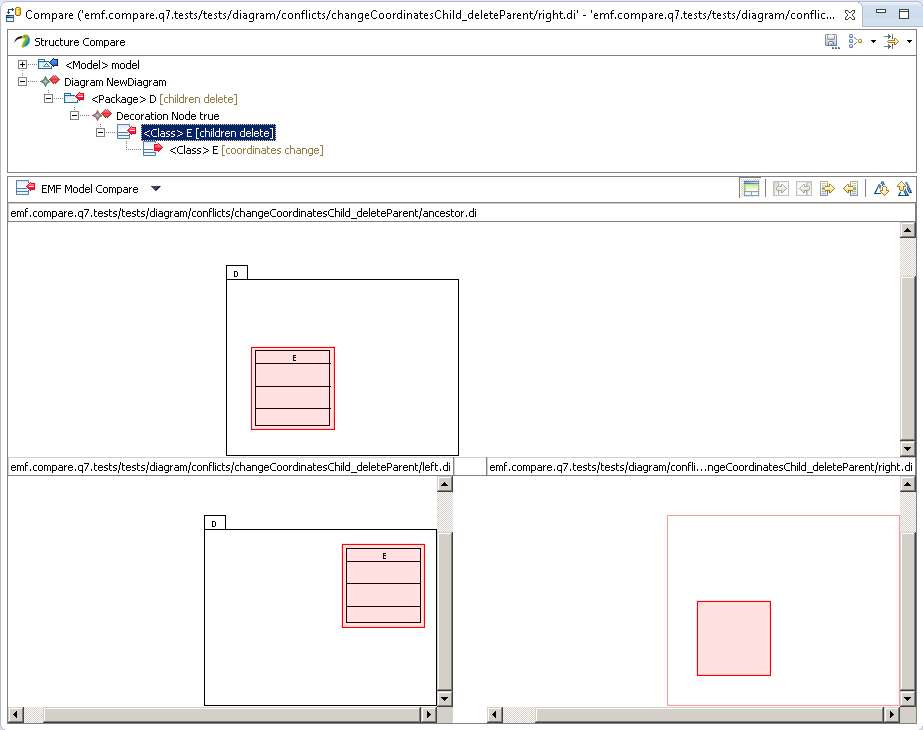 Compare ('emf.compare.q7.tests/tests/diagram/conflicts/changeCoordinatesChild_deleteParent/right.di' - 'emf.compare.q7.tests/tests/diagram/conflic...
Structure Compare
<Model> model
Diagram NewDiagram
<Package> D [children delete]
Decoration Node true
<Class> E [children delete]
<Class> E [coordinates change]
EMF Model Compare
emf.compare.q7.tests/tests/diagram/conflicts/changeCoordinatesChild_deleteParent/ancestor.di
D
E
emf.compare.q7.tests/tests/diagram/conflicts/changeCoordinatesChild_deleteParent/left.di
emf.compare.q7.tests/tests/diagram/confli...ngeCoordinatesChild_deleteParent/right.di
D
E